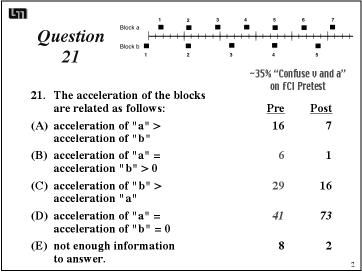 LM
1 2 3 4 5 6 7
Block a
Block b
1 2 3 4 5
Question
21
~35% "Confuse v and a"
on FCI Pretest
21. The acceleration of the blocks
are related as follows:
Pre Post
(A) acceleration of "a" > 16 7
acceleration of "b"
(B) acceleration of "a" = 6 1
acceleration "b" > 0
(C) acceleration of "b" > 29 16
acceleration "a"
(D) acceleration of "a" = 41 73
acceleration of "b" = 0
(E) not enough information 8 2
to answer.
2